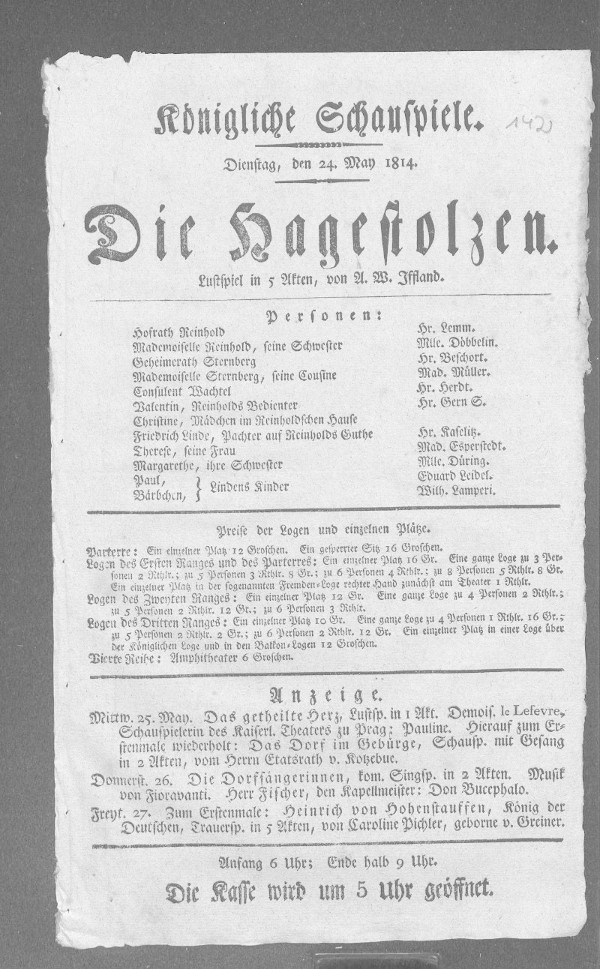 1420
Königliche Schauspiele.
Dienstag, den 24. May 1814.
Die Hagestolzen.
Lustspiel in 5 Akten, von A. W. Iffland.
Personen:
Hofrath Reinhold Hr. Lemm.
Mademoiselle Reinhold, seine Schwester Mlle. Döbbelin.
Geheimerath Sternberg Hr. Beschort.
Mademoiselle Sternberg, seine Cousine Mad. Müller.
Consulent Wachtel Hr. Herdt.
Valentin, Reinholds Bedienter Hr. Gern S.
Christine, Mädchen im Reinholdschen Hause
Friedrich Linde, Pachter auf Reinholds Guthe Hr. Kaselitz.
Therese, seine Frau Mad. Esperstedt.
Margarethe, ihre Schwester Mlle. Düring.
Paul, Eduard Leidel.
Bärbchen, } Lindens Kinder Wilh. Lamperi.
Preise der Logen und einzelnen Plätze.
Parterre: Ein einzelner Platz 12 Groschen. Ein gesperrter Sitz 16 Groschen.
Logen des Ersten Ranges und des Parterres: Ein einzelner Platz 16 Gr. Eine ganze Loge zu 3 Per-
sonen 2 Rthlr.; zu 5 Personen 3 Rthlr. 8 Gr.; zu 6 Personen 4 Rthlr.; zu 8 Personen 5 Rthlr. 8 Gr.
Ein einzelner Platz in der sogenannten Fremden-Loge rechter Hand zunächst am Theater 1 Rthlr.
Logen des Zweyten Ranges: Ein einzelner Platz 12 Gr. Eine ganze Loge zu 4 Personen 2 Rthlr.;
zu 5 Personen 2 Rthlr. 12 Gr.; zu 6 Personen 3 Rthlr.
Logen des Dritten Ranges: Ein einzelner Platz 10 Gr. Eine ganze Loge zu 4 Personen 1 Rthlr. 16 Gr.;
zu 5 Personen 2 Rthlr. 2 Gr.; zu 6 Personen 2 Rthlr. 12 Gr. Ein einzelner Platz in einer Loge über
der Königlichen Loge und in den Balkon-Logen 12 Groschen.
Vierte Reihe: Amphitheater 6 Groschen.
Anzeige.
Mittw. 25. May. Das getheilte Herz, Lustsp. in 1 Akt. Demois. le Lefevre,
Schauspielerin des Kaiserl. Theaters zu Prag: Pauline. Hierauf zum Er-
stenmale wiederholt: Das Dorf im Gebürge, Schausp. mit Gesang
in 2 Akten, vom Herrn Etatsrath v. Kotzebue.
Donnerst. 26. Die Dorfsängerinnen, kom. Singsp. in 2 Akten. Musik
von Fioravanti. Herr Fischer, den Kapellmeister: Don Bucephalo.
Freyt. 27. Zum Erstenmale: Heinrich von Hohenstauffen, König der
Deutschen, Trauersp. in 5 Akten, von Caroline Pichler, geborne v. Greiner.
Anfang 6 Uhr; Ende halb 9 Uhr.
Die Kasse wird um 5 Uhr geöffnet.